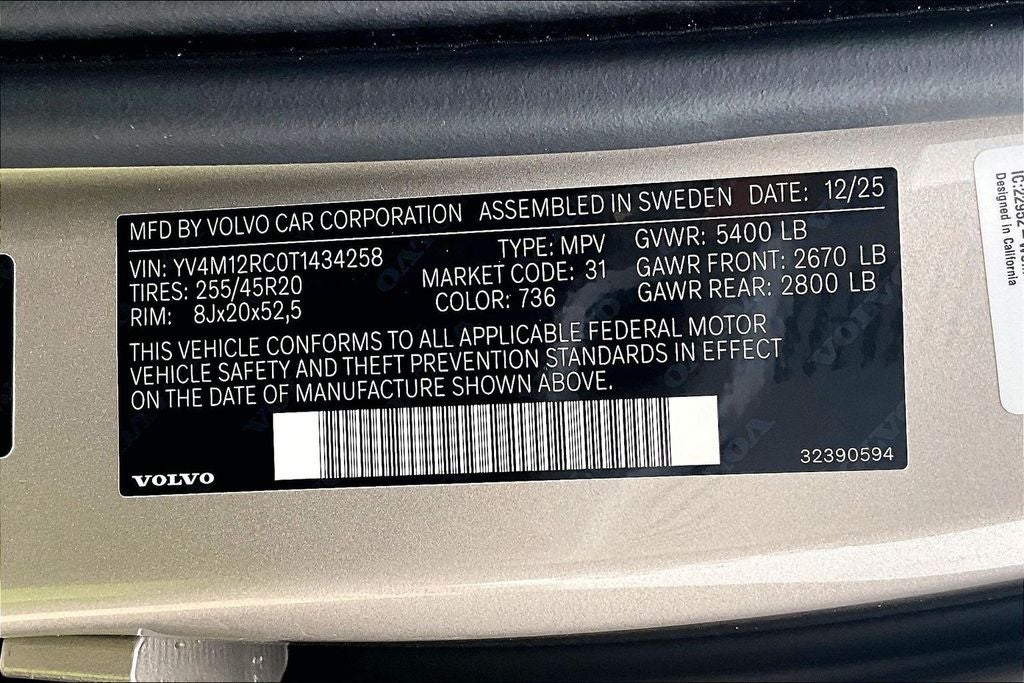 MFD BY VOLVO CAR CORPORATION ASSEMBLED IN SWEDEN DATE: 12/25
VIN: YV4M12RC0T1434258 TYPE: MPV GVWR: 5400 LB
TIRES: 255/45R20 MARKET CODE: 31 GAWR FRONT: 2670 LB
RIM: 8Jx20x52,5 COLOR: 736 GAWR REAR: 2800 LB
THIS VEHICLE CONFORMS TO ALL APPLICABLE FEDERAL MOTOR
VEHICLE SAFETY AND THEFT PREVENTION STANDARDS IN EFFECT
ON THE DATE OF MANUFACTURE SHOWN ABOVE.
32390594
VOLVO
Designed in California